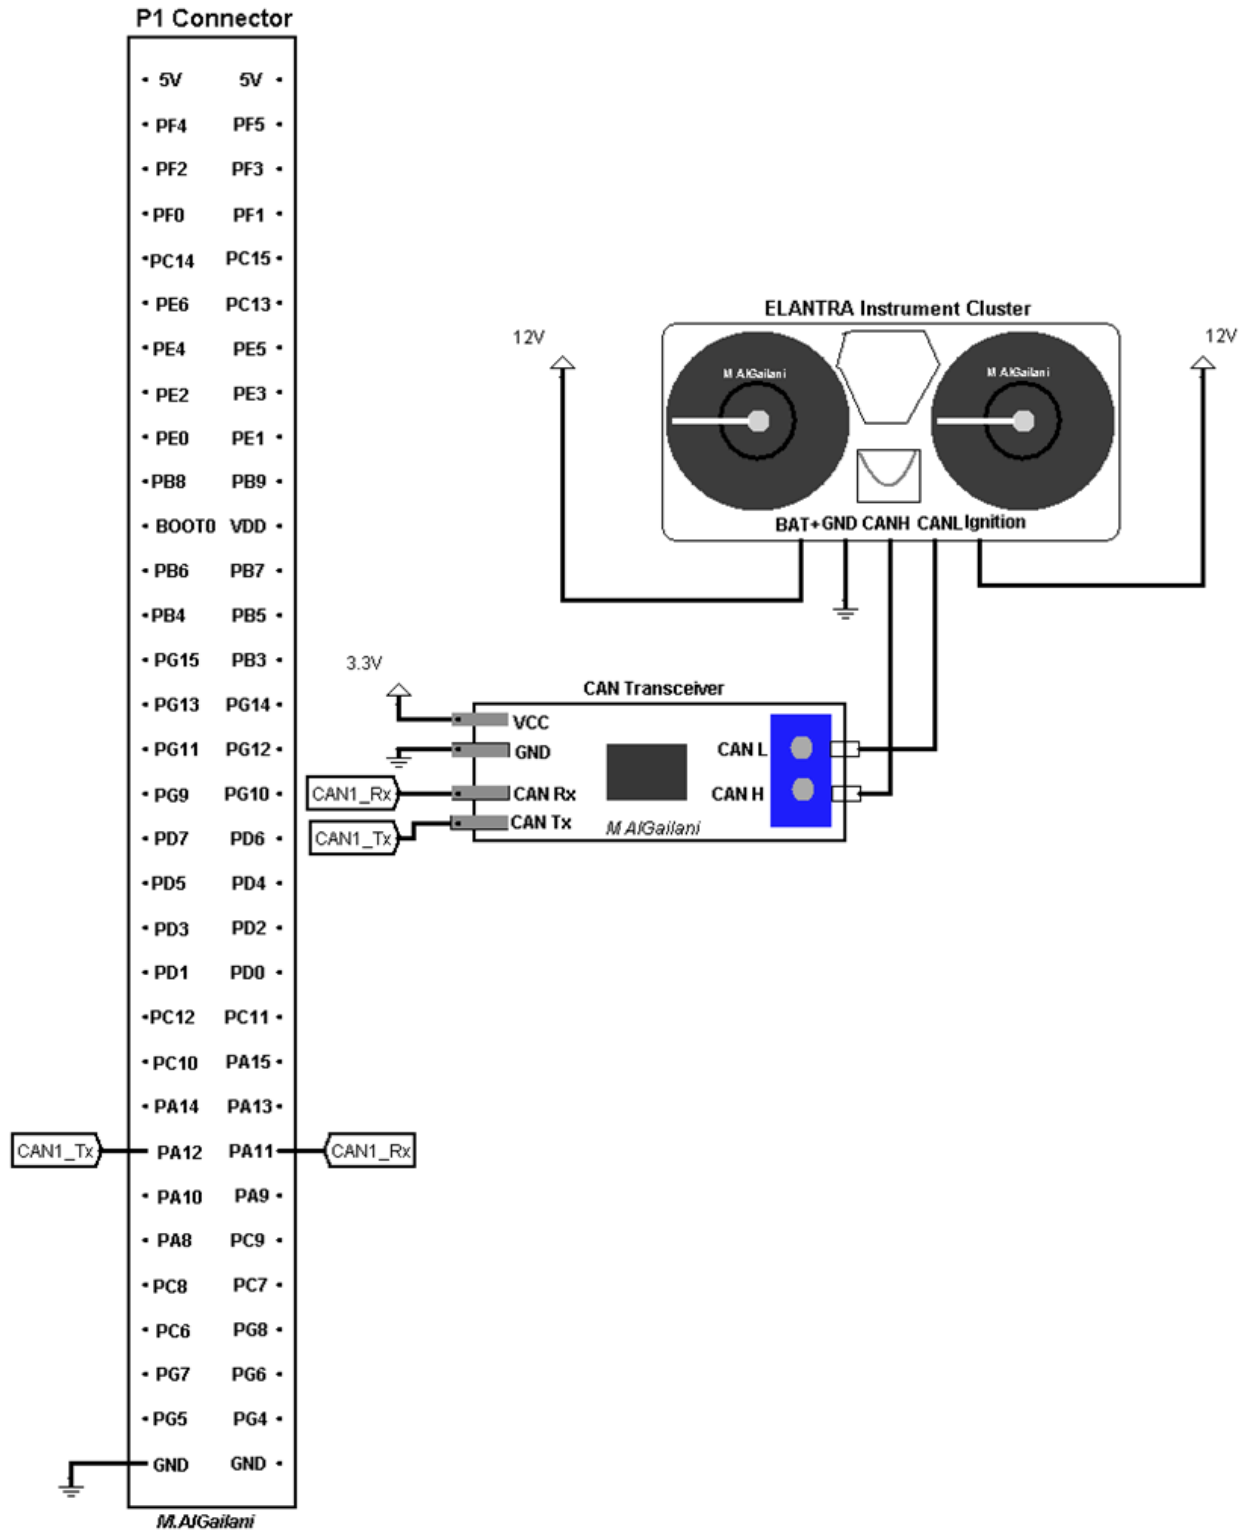 P1 Connector
5V 5V
PF4 PF5
PF2 PF3
PF0 PF1
PC14 PC15
PE6 PC13
PE4 PE5
PE2 PE3
PE0 PE1
PB8 PB9
BOOT0 VDD
PB6 PB7
PB4 PB5
PG15 PB3
PG13 PG14
PG11 PG12
PG9 PG10
PD7 PD6
PD5 PD4
PD3 PD2
PD1 PD0
PC12 PC11
PC10 PA15
PA14 PA13
CAN1_Tx PA12 PA11 CAN1_Rx
PA10 PA9
PA8 PC9
PC8 PC7
PC6 PG8
PG7 PG6
PG5 PG4
GND GND
M.AlGailani
ELANTRA Instrument Cluster
12V
12V
M AlGailani
M AlGailani
BAT+ GND CANH CANL Ignition
3.3V
CAN Transceiver
VCC
GND
CAN L
CAN1_Rx
CAN Rx
CAN H
CAN1_Tx
CAN Tx
M AlGailani